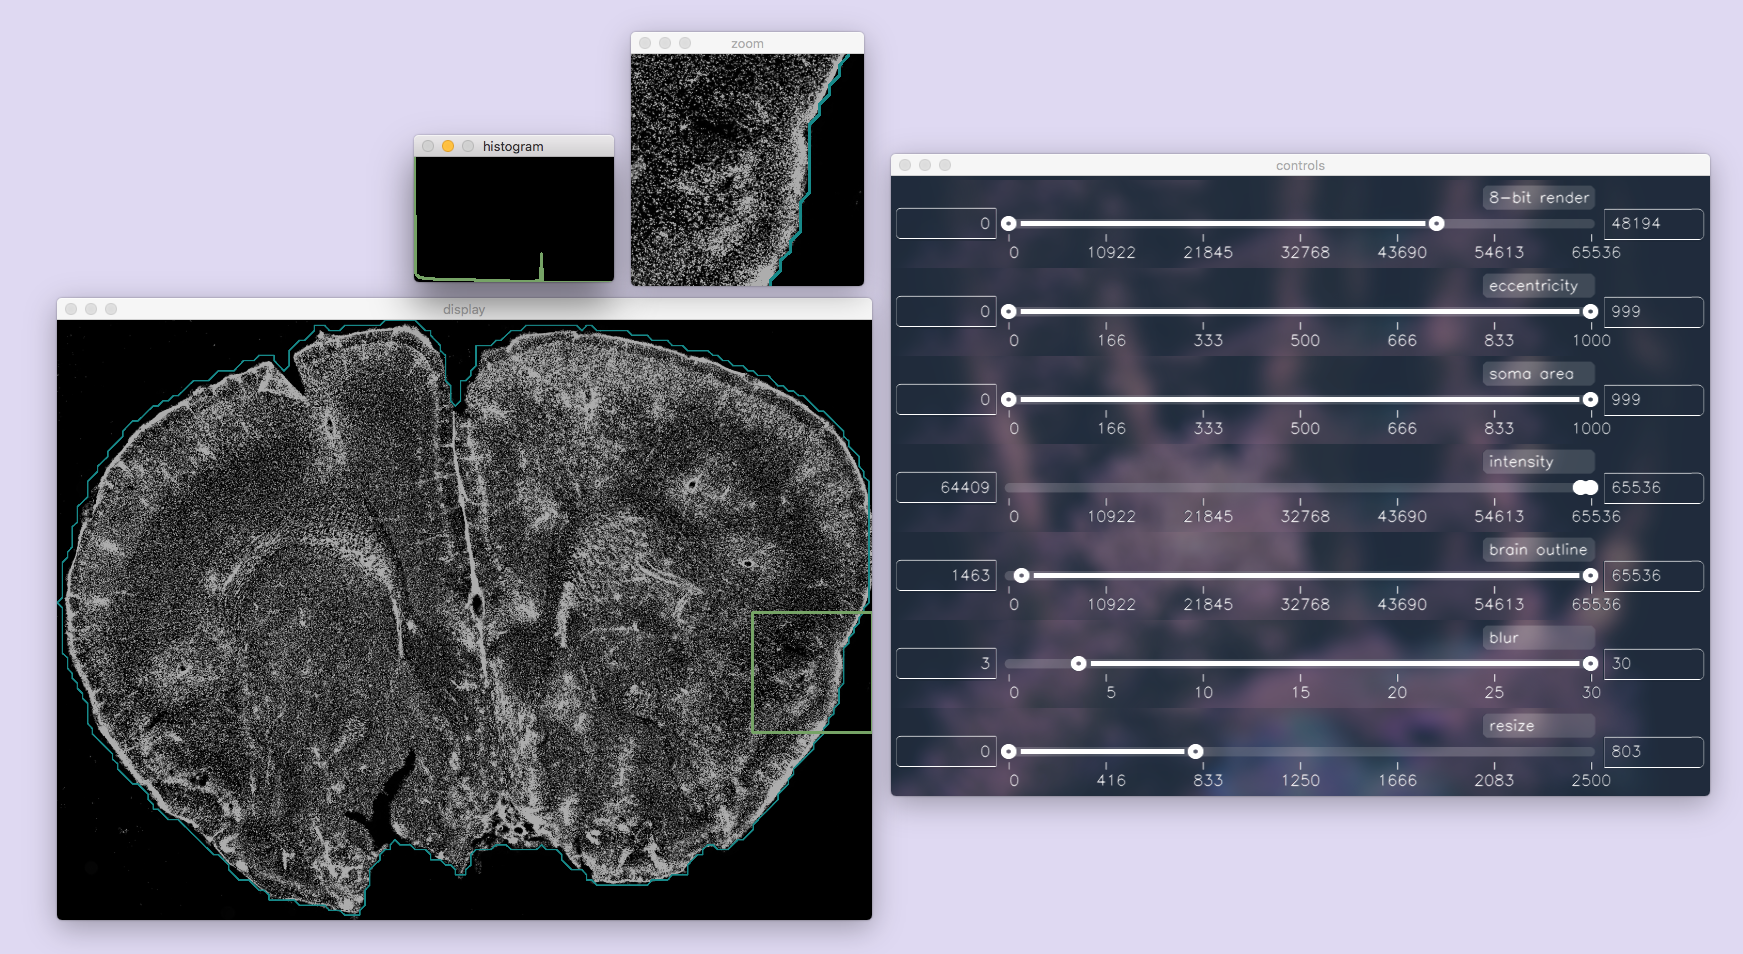 zoom
histogram
display
controls
8-bit render
0 48194
0 10922 21845 32768 43690 54613 65536
eccentricity
0 999
0 166 333 500 666 833 1000
soma area
0 999
0 166 333 500 666 833 1000
intensity
64409 65536
0 10922 21845 32768 43690 54613 65536
brain outline
1463 65536
0 10922 21845 32768 43690 54613 65536
blur
3 30
0 5 10 15 20 25 30
resize
0 803
0 416 833 1250 1666 2083 2500